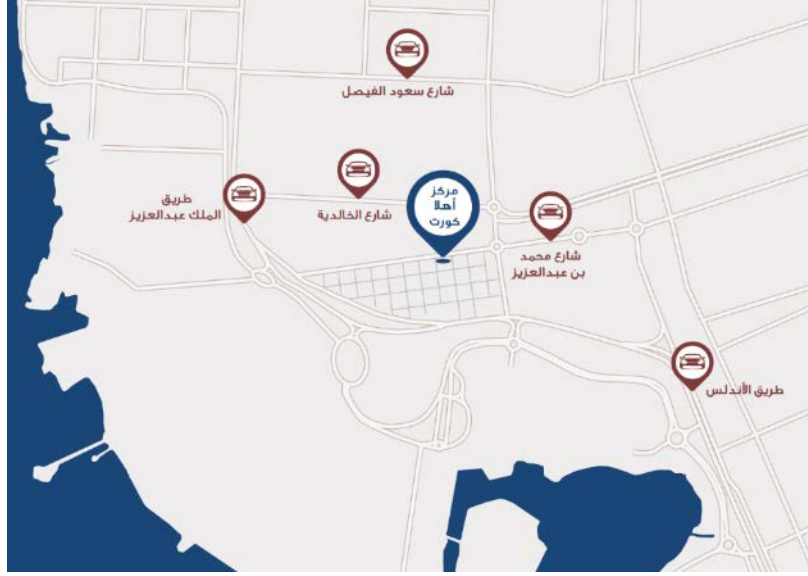 شارع سعود الفيصل
مركز
أهلا
كورت
طريق
الملك عبدالعزيز
شارع الخالدية
شارع محمد
بن عبدالعزيز
طريق الأندلس